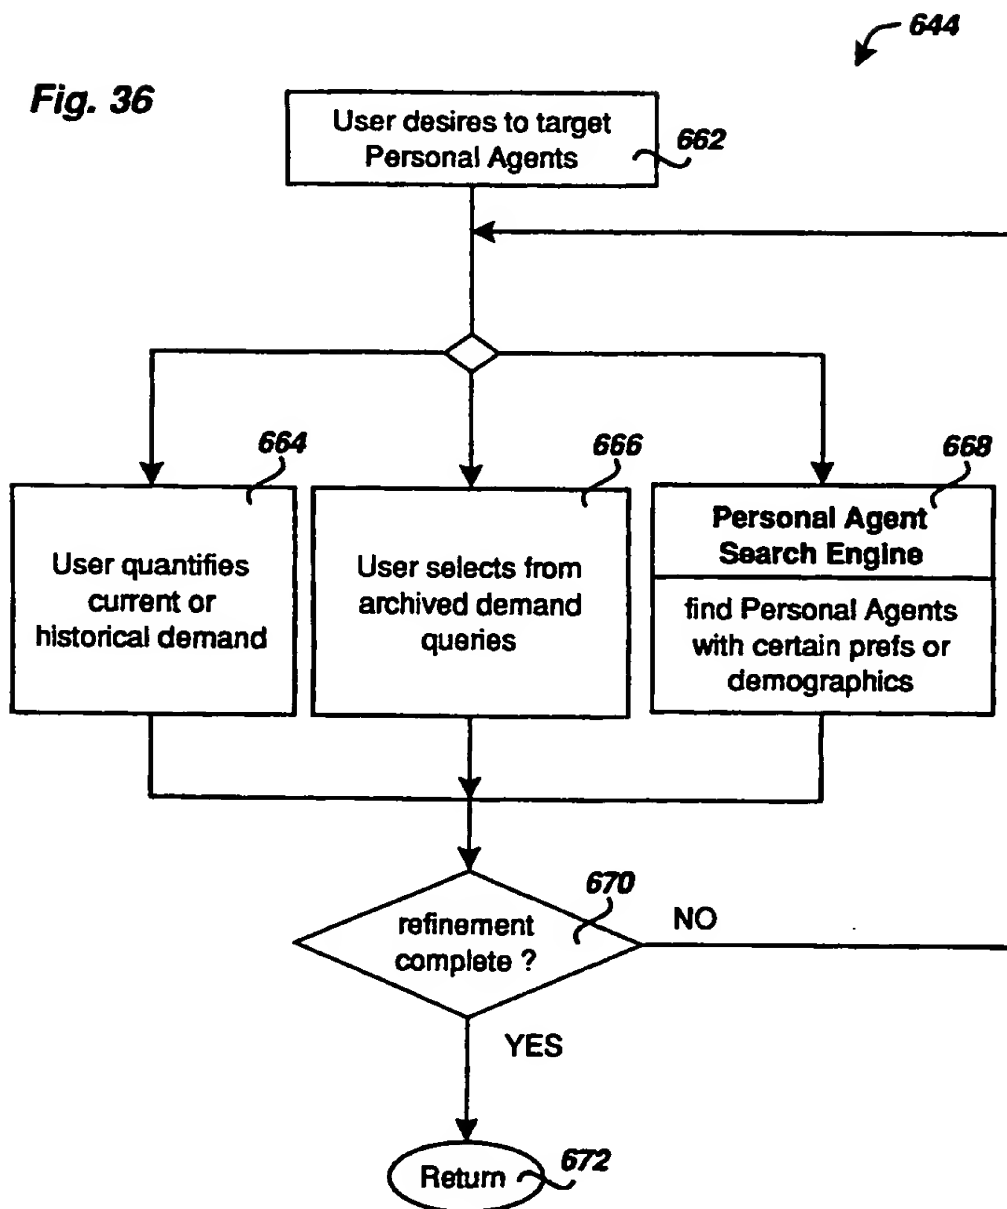 644
Fig. 36
User desires to target
Personal Agents
662
664
User quantifies
current or
historical demand
666
User selects from
archived demand
queries
668
Personal Agent
Search Engine
find Personal Agents
with certain prefs or
demographics
670
refinement
complete ?
NO
YES
Return
672